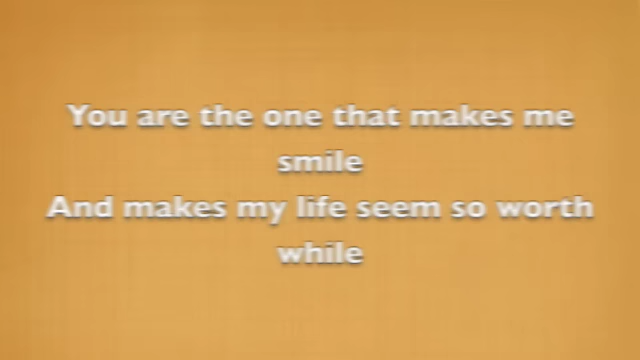 You are the one that makes me
smile
And makes my life seem so worth
while